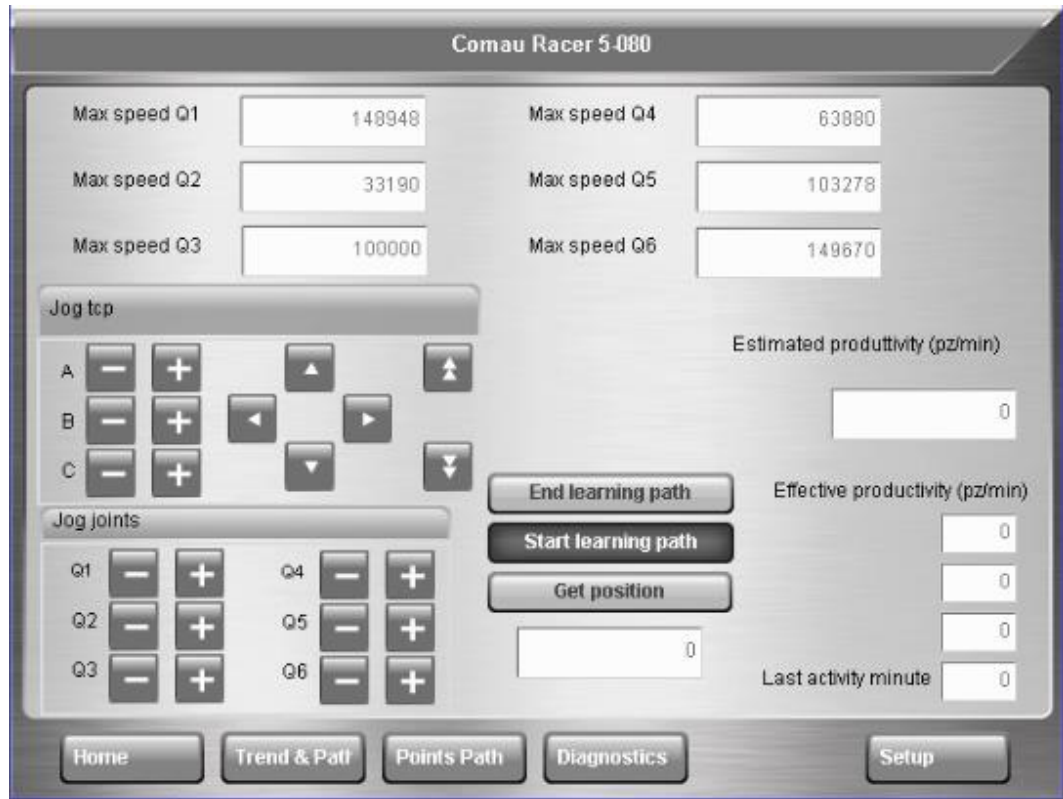 Comau Racer 5-080
Max speed Q1 148948
Max speed Q4 63880
Max speed Q2 33190
Max speed Q5 103278
Max speed Q3 100000
Max speed Q6 149670
Jog tcp
A
B
C
Estimated produttivity (pz/min)
0
End learning path
Start learning path
Get position
0
Effective productivity (pz/min)
0
0
0
Last activity minute 0
Jog joints
Q1 Q4
Q2 Q5
Q3 Q6
Home
Trend & Patl
Points Path
Diagnostics
Setup